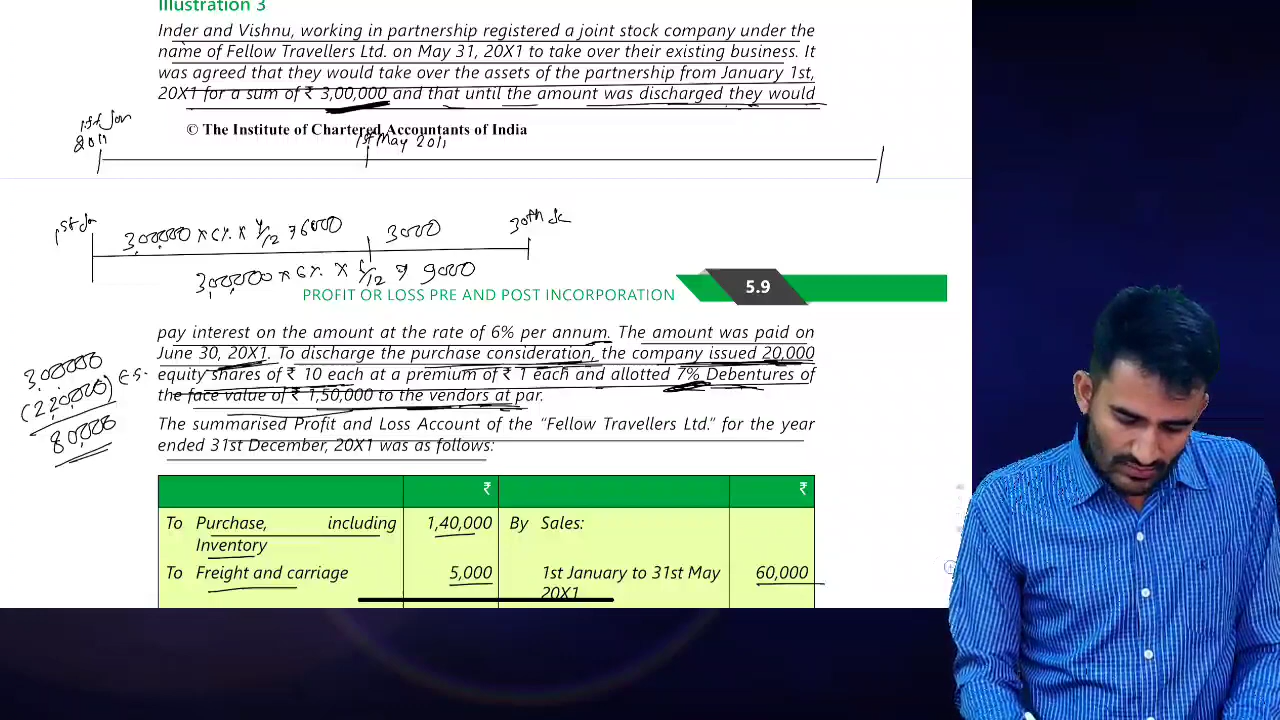 Illustration 3
Inder and Vishnu, working in partnership registered a joint stock company under the
name of Fellow Travellers Ltd. on May 31, 20X1 to take over their existing business. It
was agreed that they would take over the assets of the partnership from January 1st,
20X1 for a sum of ₹ 3,00,000 and that until the amount was discharged they would
1st Jan
2011
© The Institute of Chartered Accountants of India
1st May 2011
1st Jan
3,00,000 x 6% x 4/12 = 6000
3000
30th
3,00,000 x 6% x 6/12 = 9000
5.9
PROFIT OR LOSS PRE AND POST INCORPORATION
pay interest on the amount at the rate of 6% per annum. The amount was paid on
June 30, 20X1. To discharge the purchase consideration, the company issued 20,000
equity shares of ₹ 10 each at a premium of ₹ 1 each and allotted 7% Debentures of
the face value of ₹ 1,50,000 to the vendors at par.
3,00,000
(2,20,000) E.S.
80,000
The summarised Profit and Loss Account of the “Fellow Travellers Ltd.” for the year
ended 31st December, 20X1 was as follows:
₹ ₹
To Purchase, including 1,40,000 By Sales:
Inventory
To Freight and carriage 5,000 1st January to 31st May 60,000
20X1